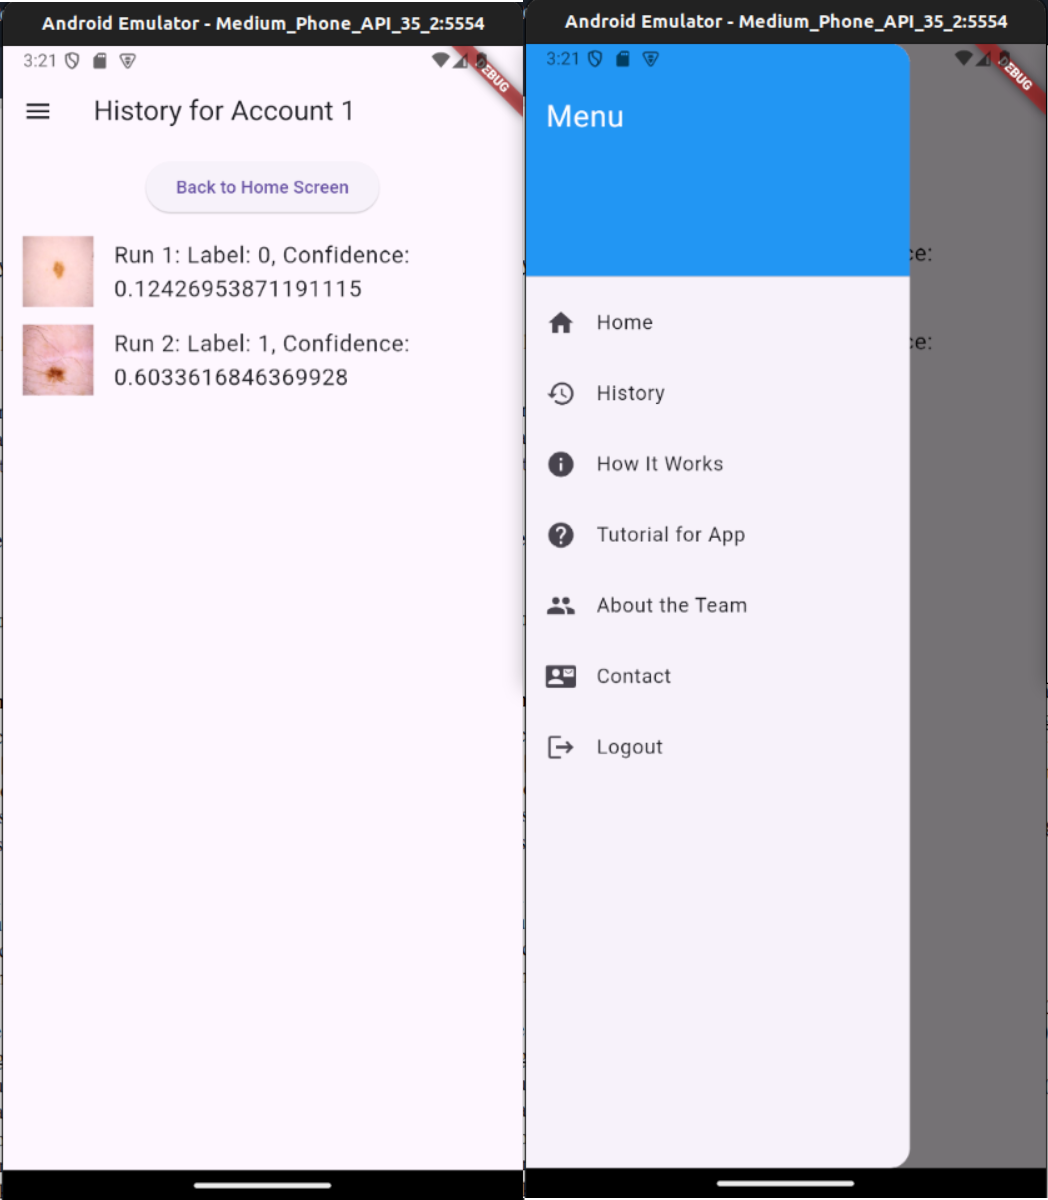 Android Emulator - Medium_Phone_API_35_2:5554
3:21
DEBUG
History for Account 1
Back to Home Screen
Run 1: Label: 0, Confidence:
0.12426953871191115
Run 2: Label: 1, Confidence:
0.6033616846369928
Android Emulator - Medium_Phone_API_35_2:5554
3:21
DEBUG
Menu
ce:
ce:
Home
History
How It Works
Tutorial for App
About the Team
Contact
Logout